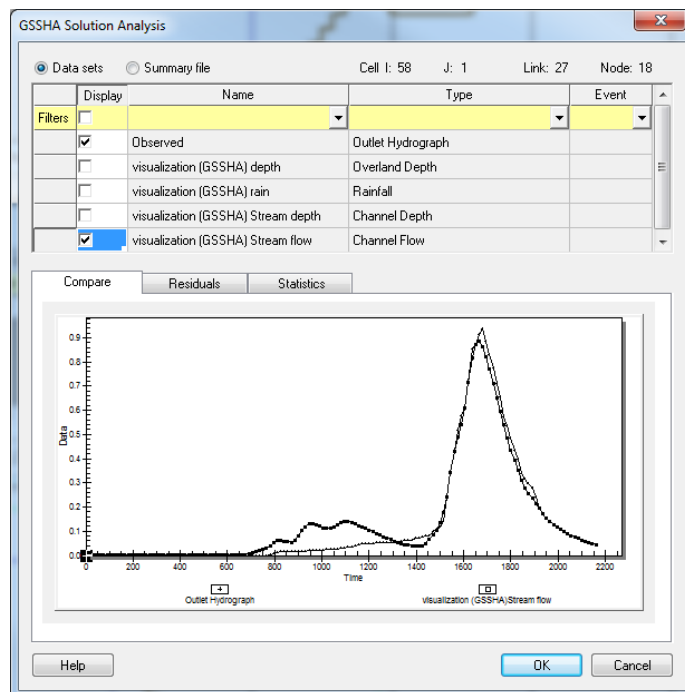 GSSHA Solution Analysis
x
Data sets Summary file Cell I: 58 J: 1 Link: 27 Node: 18
Display Name Type Event
Filters
Observed Outlet Hydrograph
visualization (GSSHA) depth Overland Depth
visualization (GSSHA) rain Rainfall
visualization (GSSHA) Stream depth Channel Depth
visualization (GSSHA) Stream flow Channel Flow
Compare Residuals Statistics
0.9
0.8
0.7
0.6
0.5
0.4
0.3
0.2
0.1
0.0
Data
0 200 400 600 800 1000 1200 1400 1600 1800 2000 2200
Time
Outlet Hydrograph visualization (GSSHA)Stream flow
Help OK Cancel